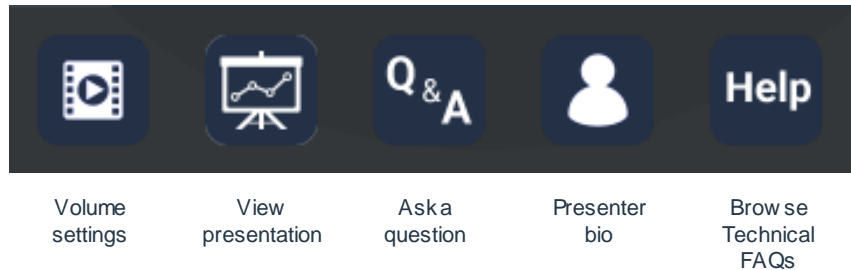 Q & A
Help
Volume settings
View presentation
Ask a question
Presenter bio
Browse Technical FAQs